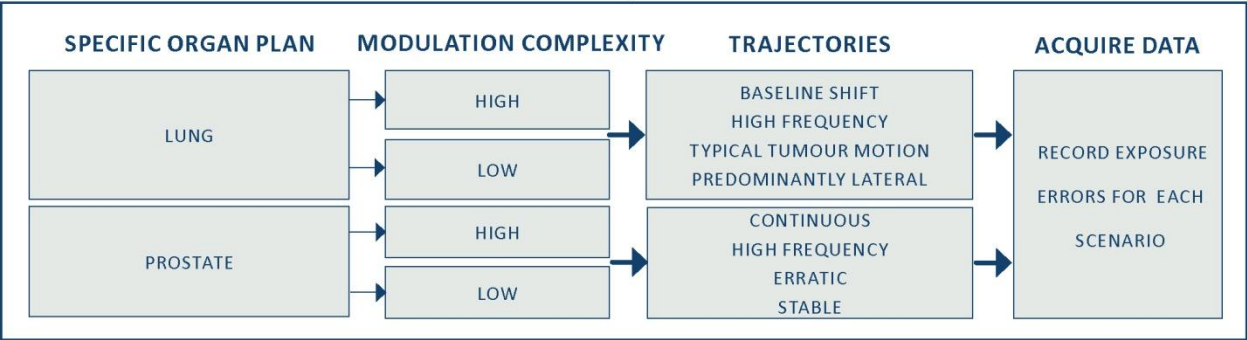 SPECIFIC ORGAN PLAN
MODULATION COMPLEXITY
TRAJECTORIES
ACQUIRE DATA
LUNG
HIGH
LOW
BASELINE SHIFT
HIGH FREQUENCY
TYPICAL TUMOUR MOTION
PREDOMINANTLY LATERAL
PROSTATE
HIGH
LOW
CONTINUOUS
HIGH FREQUENCY
ERRATIC
STABLE
RECORD EXPOSURE
ERRORS FOR EACH
SCENARIO